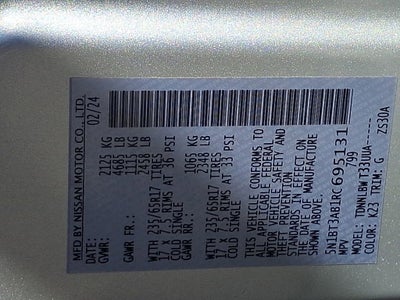 MFD BY NISSAN MOTOR CO., LTD.
DATE: 02/24
GVWR: 2125 KG
4685 LB
GAWR FR.: 1115 KG
2458 LB
WITH 235/65R17 TIRES
17 X 7.5 RIMS AT 36 PSI
COLD SINGLE
GAWR RR.: 1065 KG
2348 LB
WITH 235/65R17 TIRES
17 X 7.5 RIMS AT 33 PSI
COLD SINGLE
THIS VEHICLE CONFORMS TO
ALL APPLICABLE FEDERAL
MOTOR VEHICLE SAFETY AND
THEFT PREVENTION
STANDARDS IN EFFECT ON
THE DATE OF MANUFACTURE
SHOWN ABOVE.
MPV 799
MODEL:
COLOR: K23 TRIM: G ZS30A